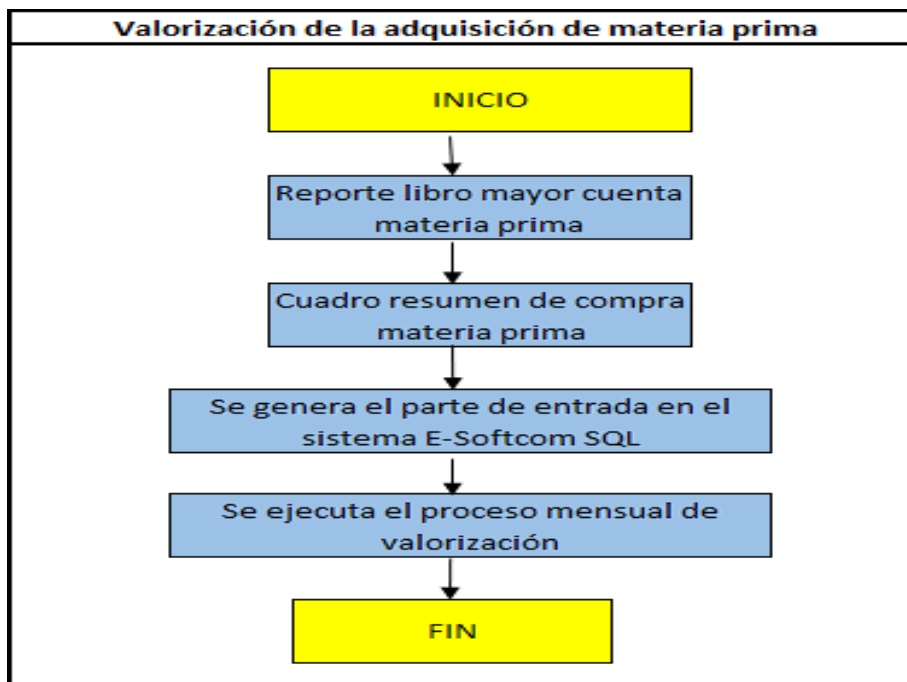 Valorización de la adquisición de materia prima
INICIO
Reporte libro mayor cuenta
materia prima
Cuadro resumen de compra
materia prima
Se genera el parte de entrada en el
sistema E-Softcom SQL
Se ejecuta el proceso mensual de
valorización
FIN